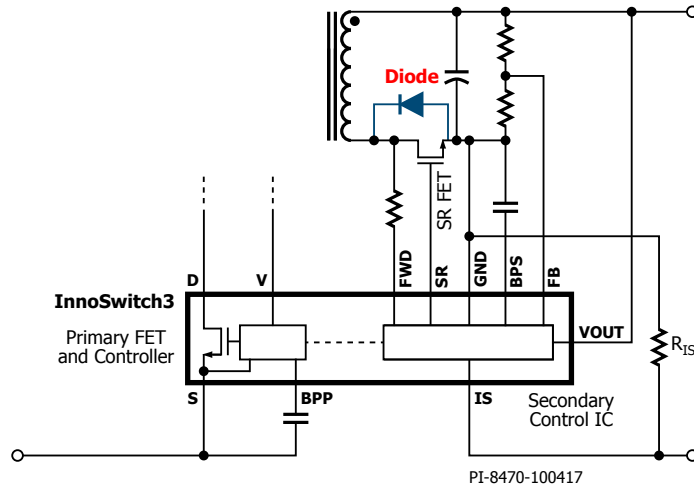 Diode
SR FET
FWD
SR
GND
BPS
FB
D
V
InnoSwitch3
VOUT
Primary FET
and Controller
RIS
S
BPP
IS
Secondary
Control IC
PI-8470-100417